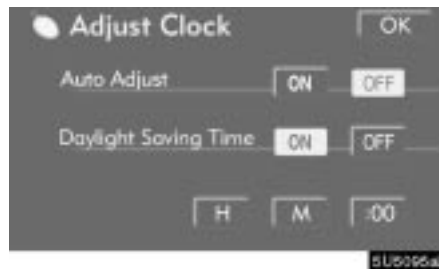 Adjust Clock OK
Auto Adjust ON OFF
Daylight Saving Time ON OFF
H M :00
5U5095a